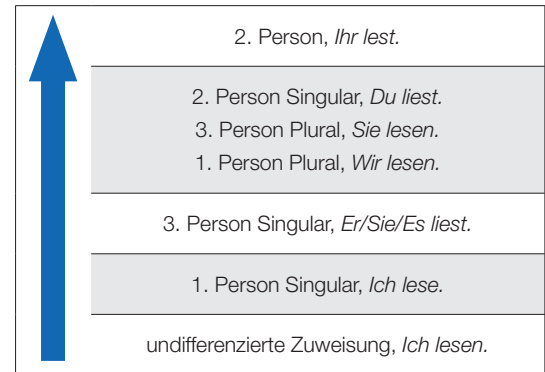 2. Person, Ihr lest.
2. Person Singular, Du liest.
3. Person Plural, Sie lesen.
1. Person Plural, Wir lesen.
3. Person Singular, Er/Sie/Es liest.
1. Person Singular, Ich lese.
undifferenzierte Zuweisung, Ich lesen.